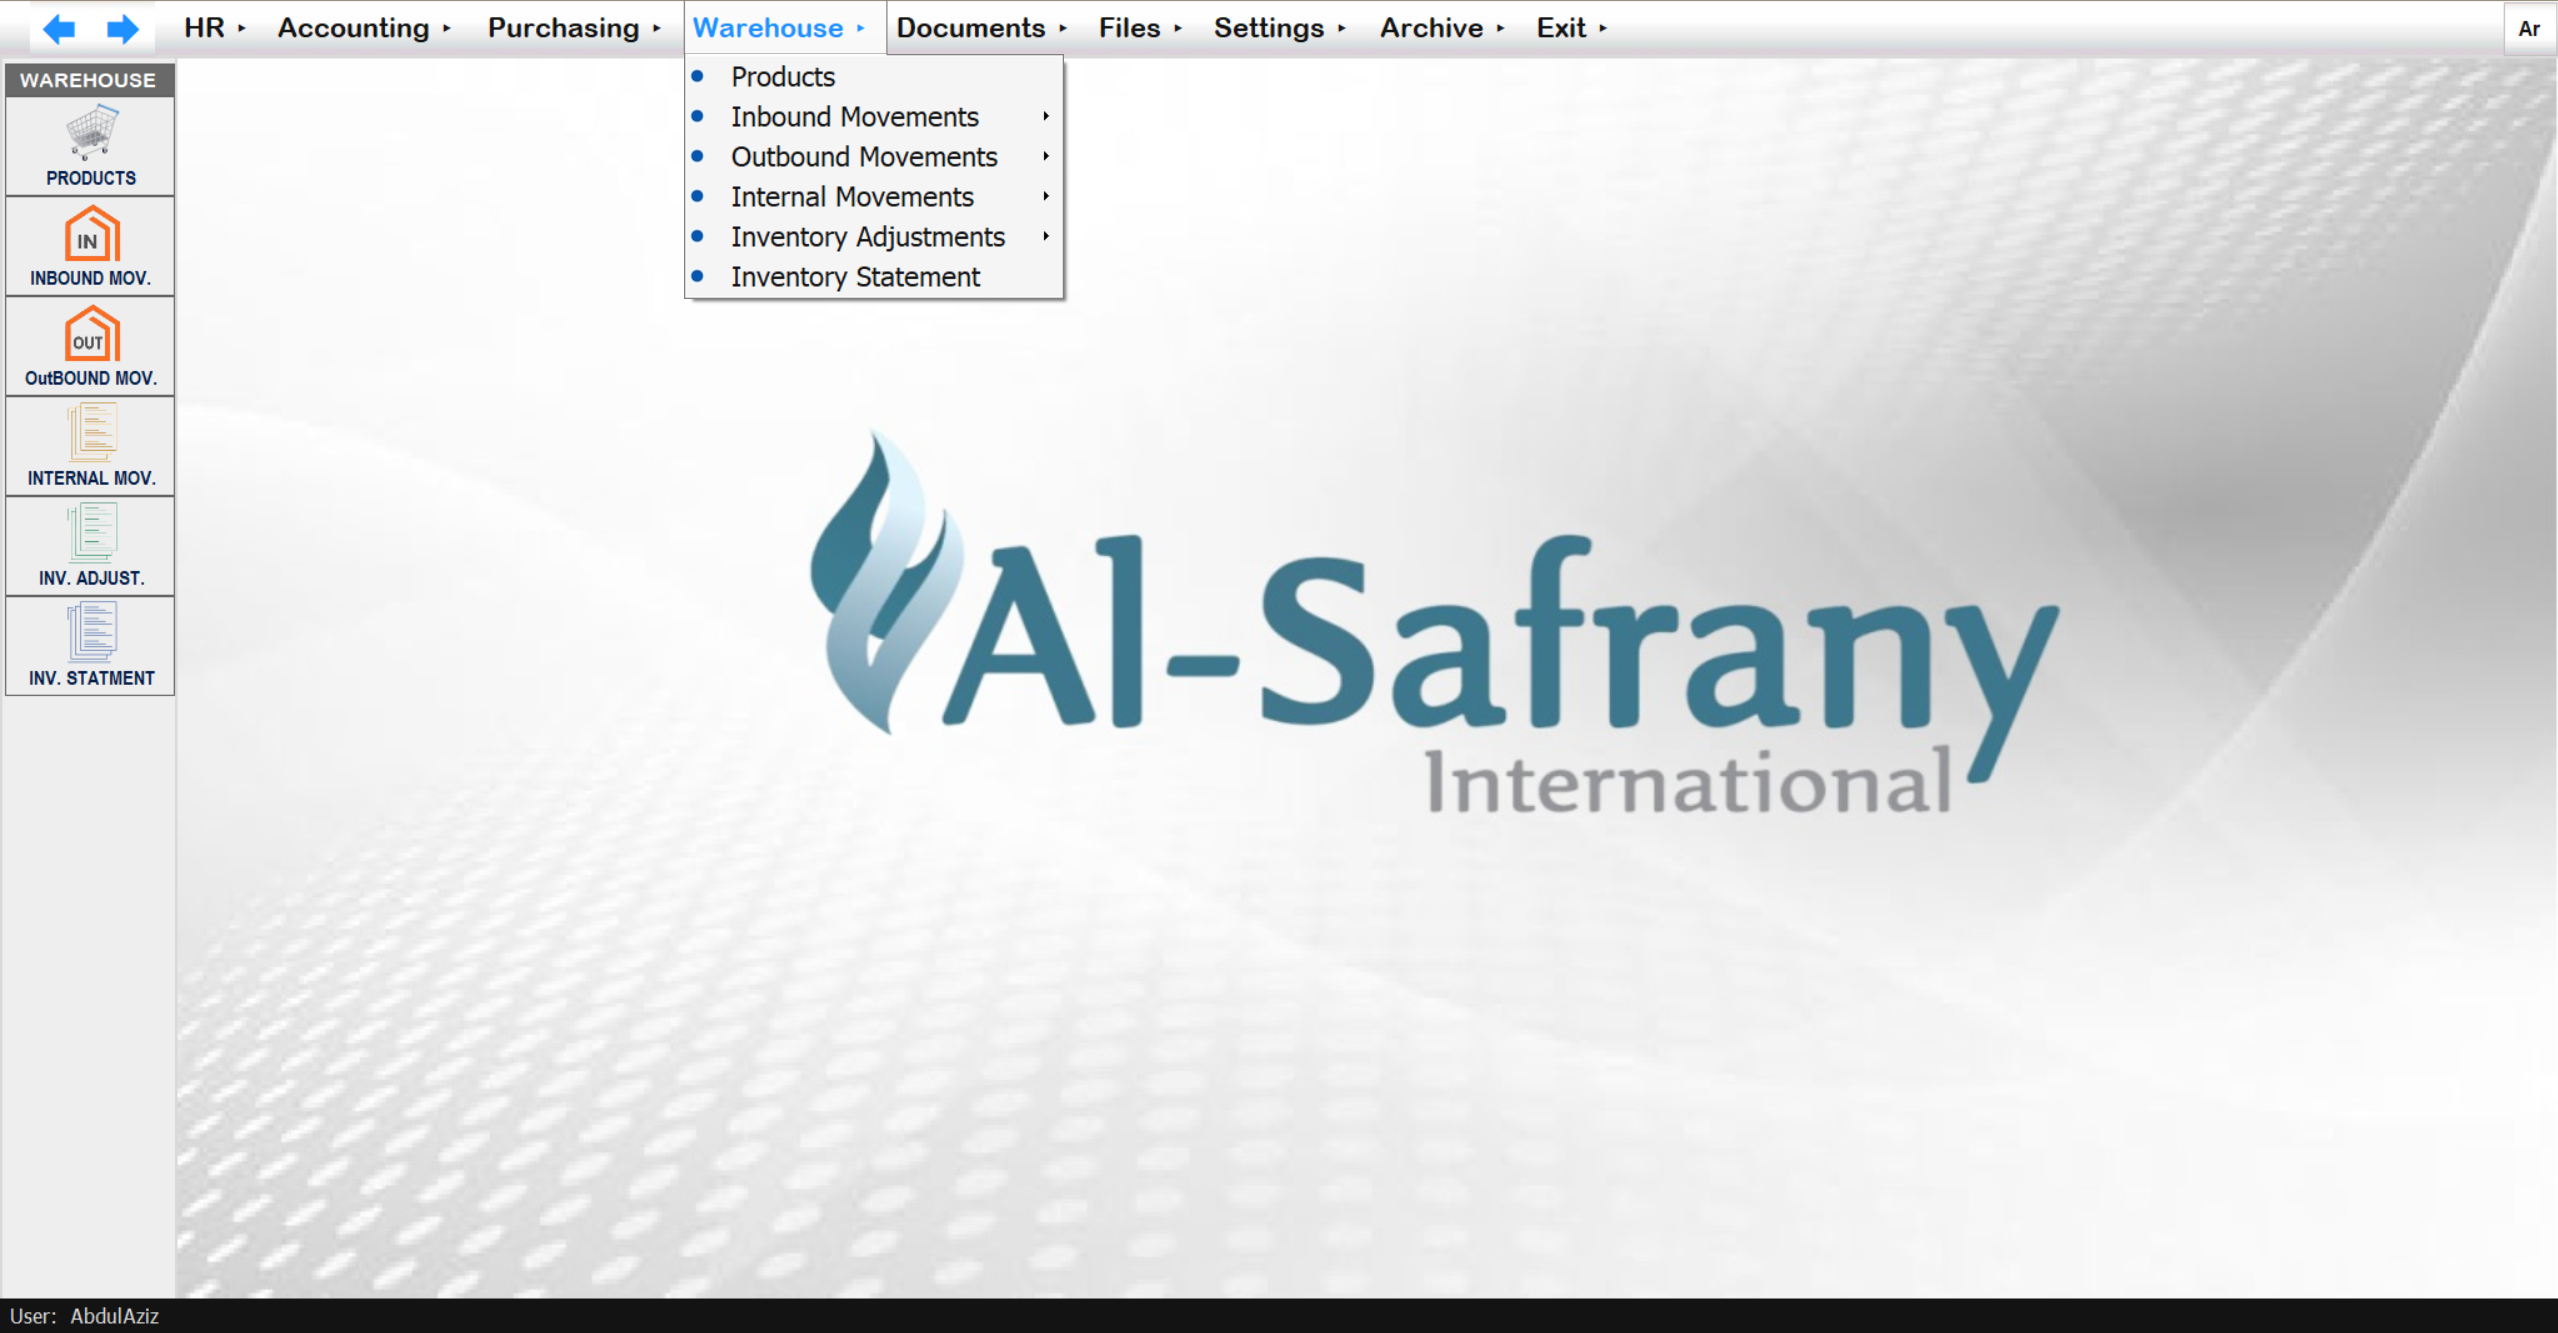 HR
Accounting
Purchasing
Warehouse
Documents
Files
Settings
Archive
Exit
Ar
Products
Inbound Movements
Outbound Movements
Internal Movements
Inventory Adjustments
Inventory Statement
WAREHOUSE
PRODUCTS
IN
INBOUND MOV.
OUT
OutBOUND MOV.
INTERNAL MOV.
INV. ADJUST.
INV. STATMENT
Al-Safrany
International
User: AbdulAziz